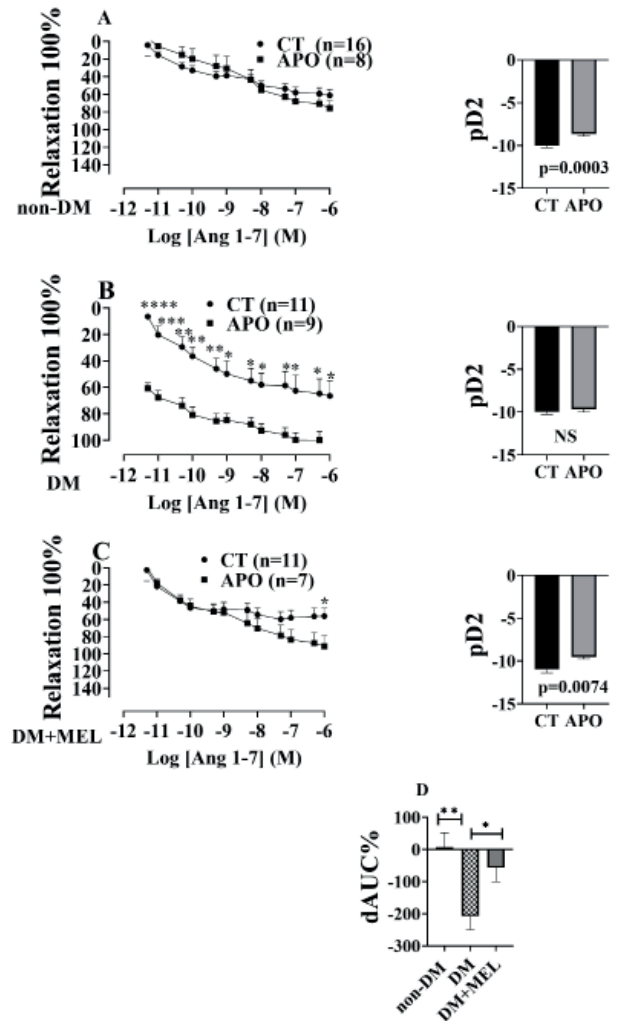 A
Relaxation 100%
0
20
40
60
80
100
120
140
CT (n=16)
APO (n=8)
non-DM
-12 -11 -10 -9 -8 -7 -6
Log [Ang 1-7] (M)
pD2
0
-5
-10
-15
p=0.0003
CT APO
B
Relaxation 100%
0
20
40
60
80
100
CT (n=11)
APO (n=9)
**** *** ** ** ** * * * ** * *
DM
-12 -11 -10 -9 -8 -7 -6
Log [Ang 1-7] (M)
pD2
0
-5
-10
-15
NS
CT APO
C
Relaxation 100%
0
20
40
60
80
100
120
140
CT (n=11)
APO (n=7)
*
DM+MEL
-12 -11 -10 -9 -8 -7 -6
Log [Ang 1-7] (M)
pD2
0
-5
-10
-15
p=0.0074
CT APO
D
dAUC%
100
0
-100
-200
-300
** *
non-DM
DM
DM+MEL